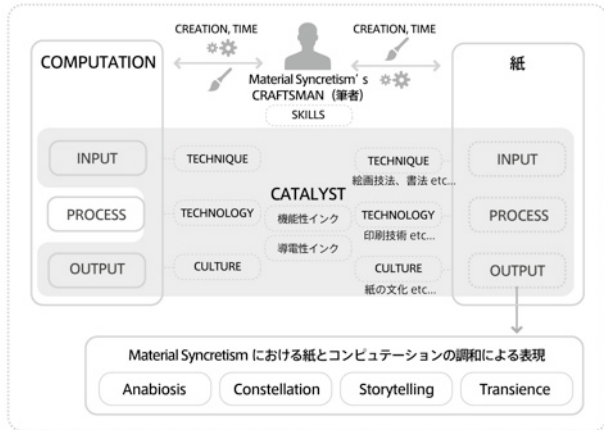 CREATION, TIME
CREATION, TIME
COMPUTATION
Material Syncretism's
CRAFTSMAN（筆者）
紙
SKILLS
INPUT
TECHNIQUE
TECHNIQUE
絵画技法、書法 etc...
INPUT
CATALYST
PROCESS
TECHNOLOGY
機能性インク
TECHNOLOGY
印刷技術 etc...
PROCESS
導電性インク
OUTPUT
CULTURE
CULTURE
紙の文化 etc...
OUTPUT
Material Syncretism における紙とコンピュテーションの調和による表現
Anabiosis
Constellation
Storytelling
Transience